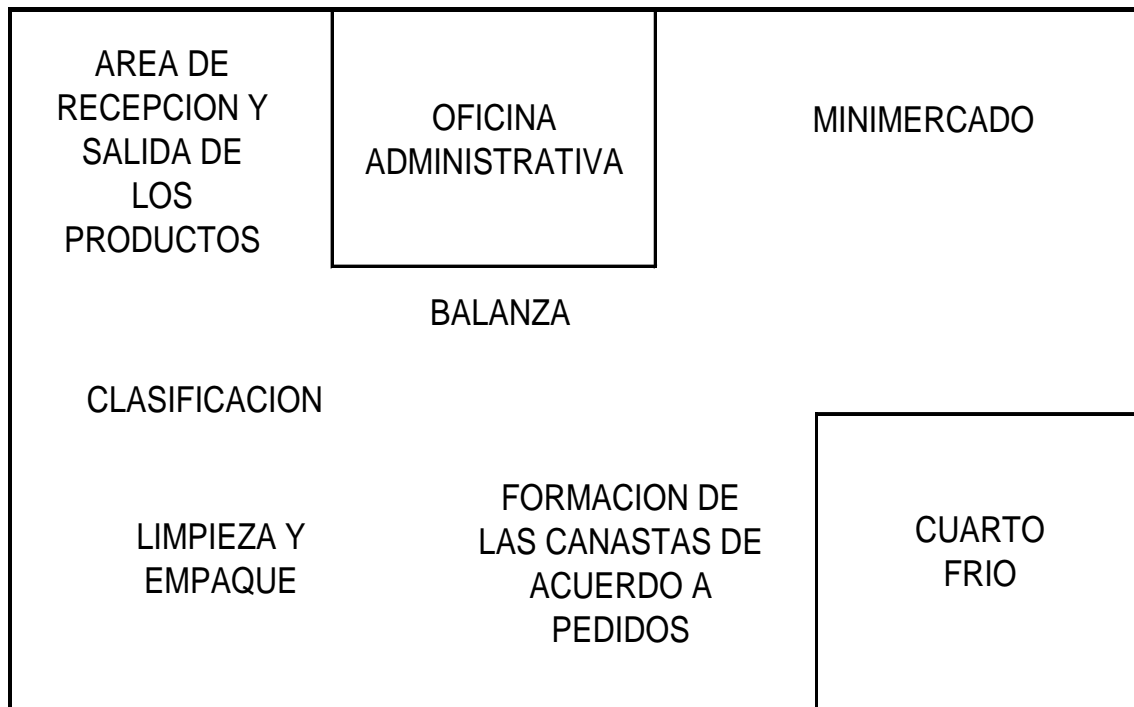 AREA DE
RECEPCION Y
SALIDA DE
LOS
PRODUCTOS
OFICINA
ADMINISTRATIVA
MINIMERCADO
BALANZA
CLASIFICACION
LIMPIEZA Y
EMPAQUE
FORMACION DE
LAS CANASTAS DE
ACUERDO A
PEDIDOS
CUARTO
FRIO